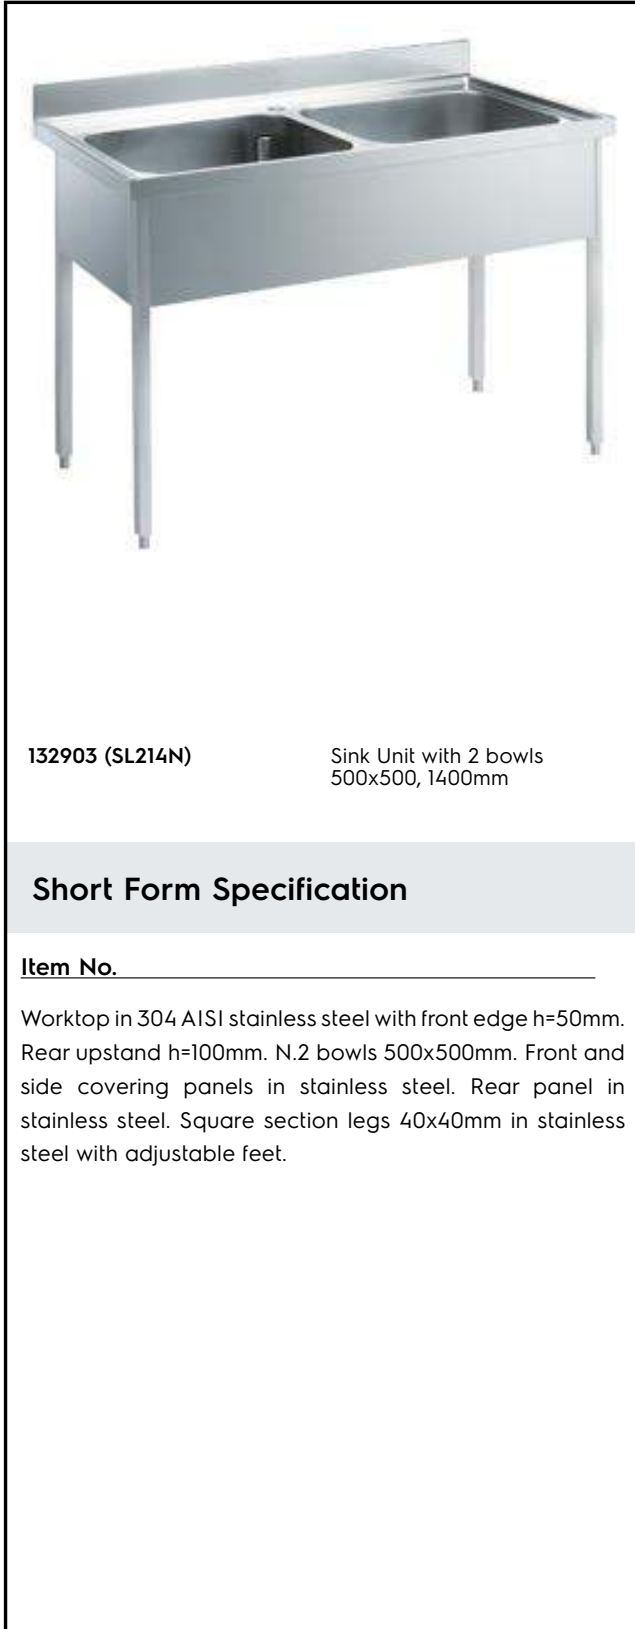 132903 (SL214N)
Sink Unit with 2 bowls
500x500, 1400mm
Short Form Specification
Item No.
Worktop in 304 AISI stainless steel with front edge h=50mm.
Rear upstand h=100mm. N.2 bowls 500x500mm. Front and
side covering panels in stainless steel. Rear panel in
stainless steel. Square section legs 40x40mm in stainless
steel with adjustable feet.